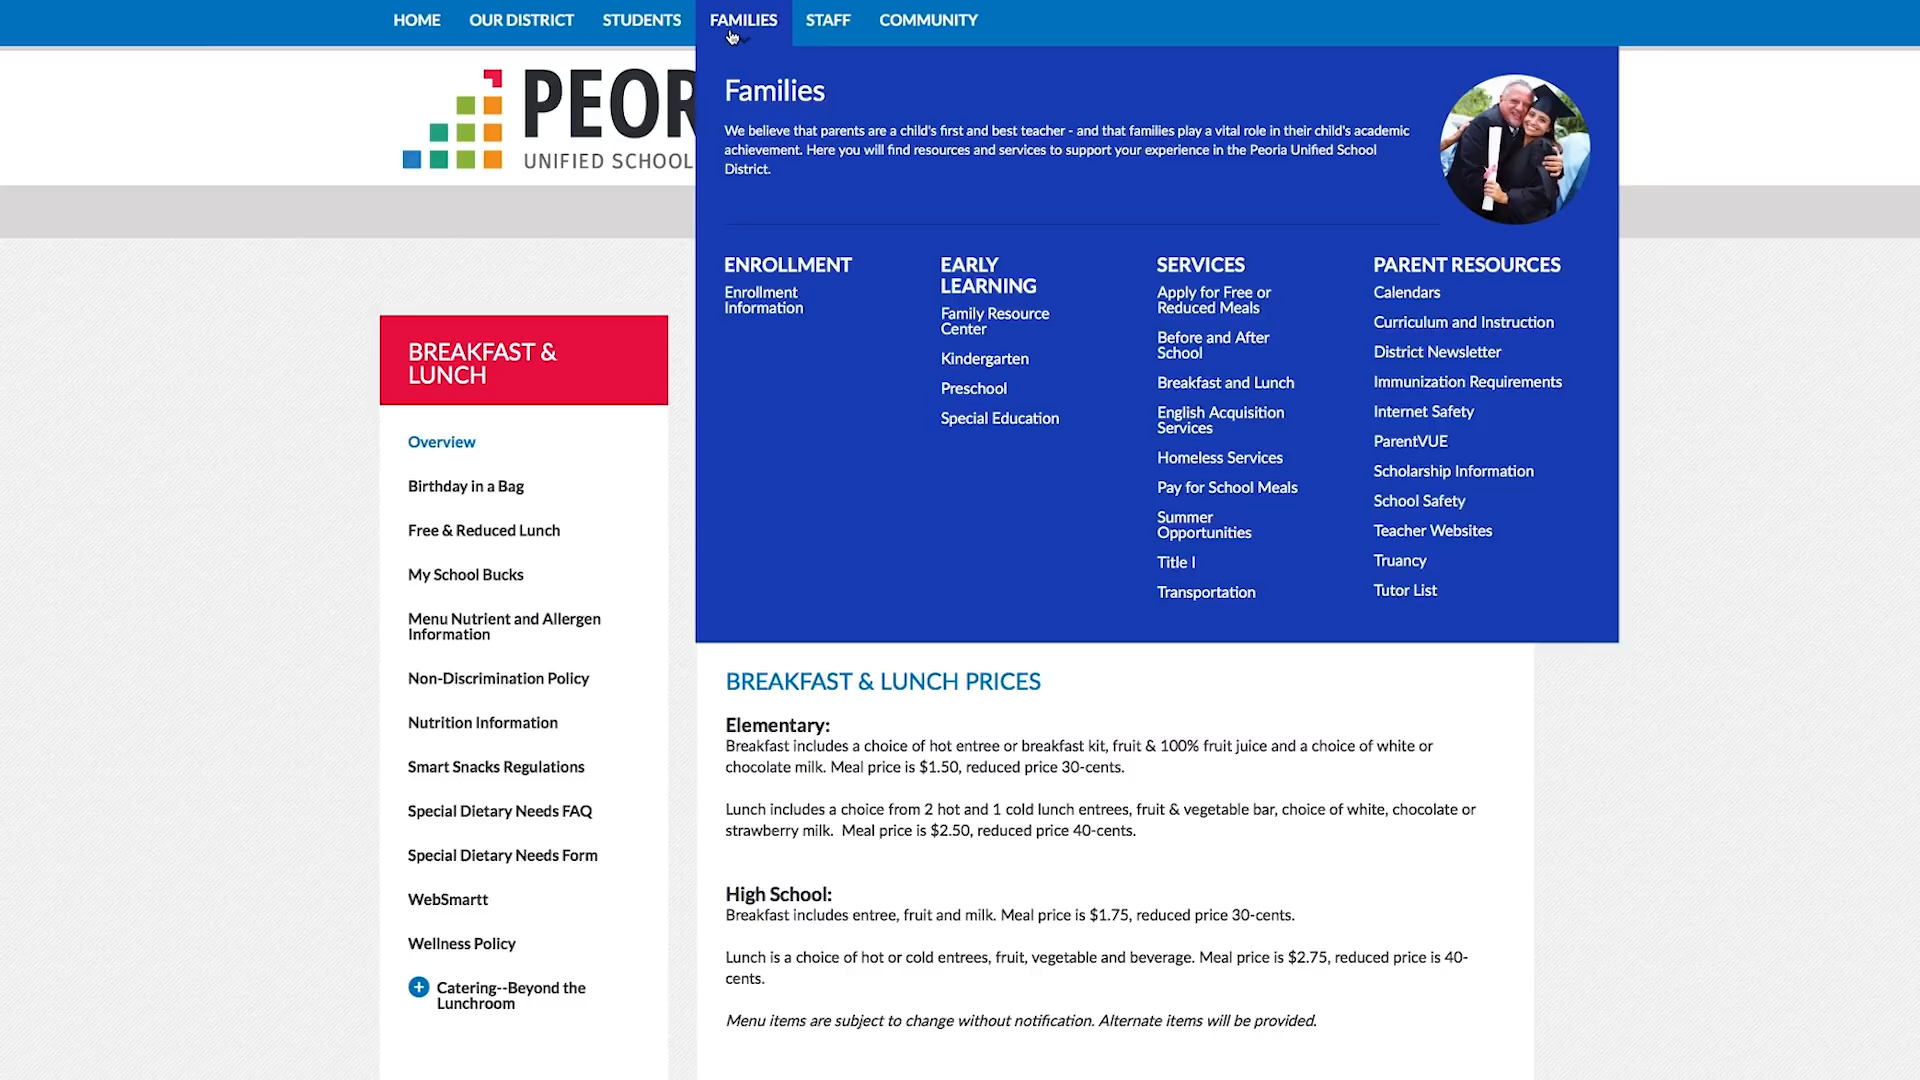 HOME OUR DISTRICT STUDENTS FAMILIES STAFF COMMUNITY
UNIFIED SCHOOL
Families
We believe that parents are a child's first and best teacher - and that families play a vital role in their child's academic
achievement. Here you will find resources and services to support your experience in the Peoria Unified School
District.
ENROLLMENT
Enrollment
Information
EARLY
LEARNING
Family Resource
Center
Kindergarten
Preschool
Special Education
SERVICES
Apply for Free or
Reduced Meals
Before and After
School
Breakfast and Lunch
English Acquisition
Services
Homeless Services
Pay for School Meals
Summer
Opportunities
Title I
Transportation
PARENT RESOURCES
Calendars
Curriculum and Instruction
District Newsletter
Immunization Requirements
Internet Safety
ParentVUE
Scholarship Information
School Safety
Teacher Websites
Truancy
Tutor List
BREAKFAST &
LUNCH
Overview
Birthday in a Bag
Free & Reduced Lunch
My School Bucks
Menu Nutrient and Allergen
Information
Non-Discrimination Policy
Nutrition Information
Smart Snacks Regulations
Special Dietary Needs FAQ
Special Dietary Needs Form
WebSmartt
Wellness Policy
Catering--Beyond the
Lunchroom
BREAKFAST & LUNCH PRICES
Elementary:
Breakfast includes a choice of hot entree or breakfast kit, fruit & 100% fruit juice and a choice of white or
chocolate milk. Meal price is $1.50, reduced price 30-cents.
Lunch includes a choice from 2 hot and 1 cold lunch entrees, fruit & vegetable bar, choice of white, chocolate or
strawberry milk.  Meal price is $2.50, reduced price 40-cents.
High School:
Breakfast includes entree, fruit and milk. Meal price is $1.75, reduced price 30-cents.
Lunch is a choice of hot or cold entrees, fruit, vegetable and beverage. Meal price is $2.75, reduced price is 40-
cents.
Menu items are subject to change without notification. Alternate items will be provided.